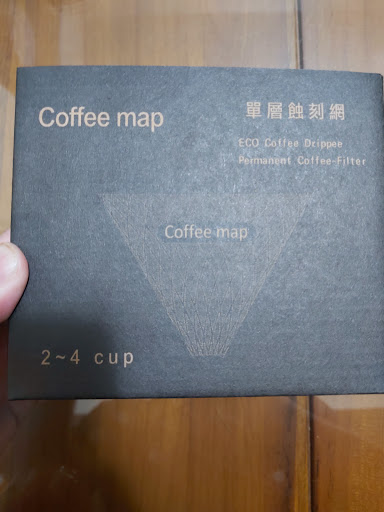 Coffee map
單層蝕刻網
ECO Coffee Drippee
Permanent Coffee-Filter
Coffee map
2~4 cup